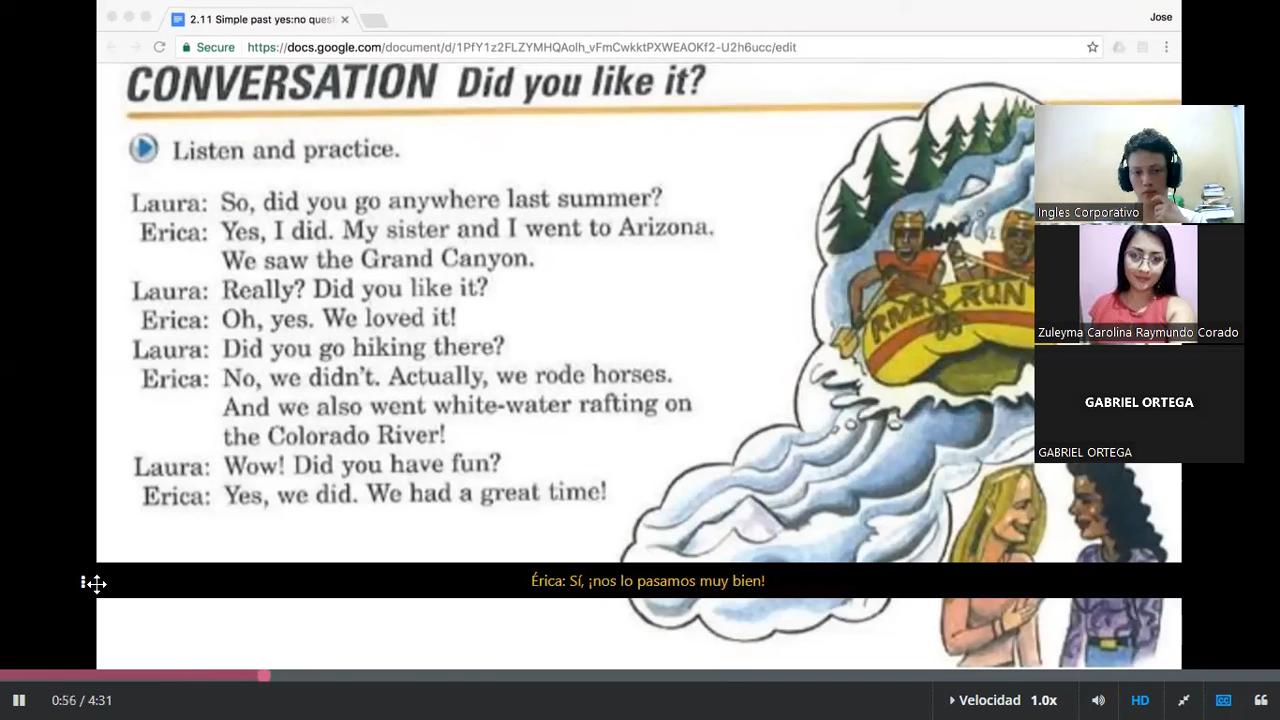 2.11 Simple past yes:no ques
Jose
Secure
https://docs.google.com/document/d/1PfY1z2FLZYMHQAolh_vFmCwkktPXWEAOKf2-U2h6ucc/edit
CONVERSATION Did you like it?
Listen and practice.
Laura: So, did you go anywhere last summer?
Erica: Yes, I did. My sister and I went to Arizona.
We saw the Grand Canyon.
Laura: Really? Did you like it?
Erica: Oh, yes. We loved it!
Laura: Did you go hiking there?
Erica: No, we didn't. Actually, we rode horses.
And we also went white-water rafting on
the Colorado River!
Laura: Wow! Did you have fun?
Erica: Yes, we did. We had a great time!
RIVER RUN
Ingles Corporativo
Zuleyma Carolina Raymundo Corado
GABRIEL ORTEGA
GABRIEL ORTEGA
Érica: Sí, ¡nos lo pasamos muy bien!
0:56 / 4:31
Velocidad 1.0x
HD
CC